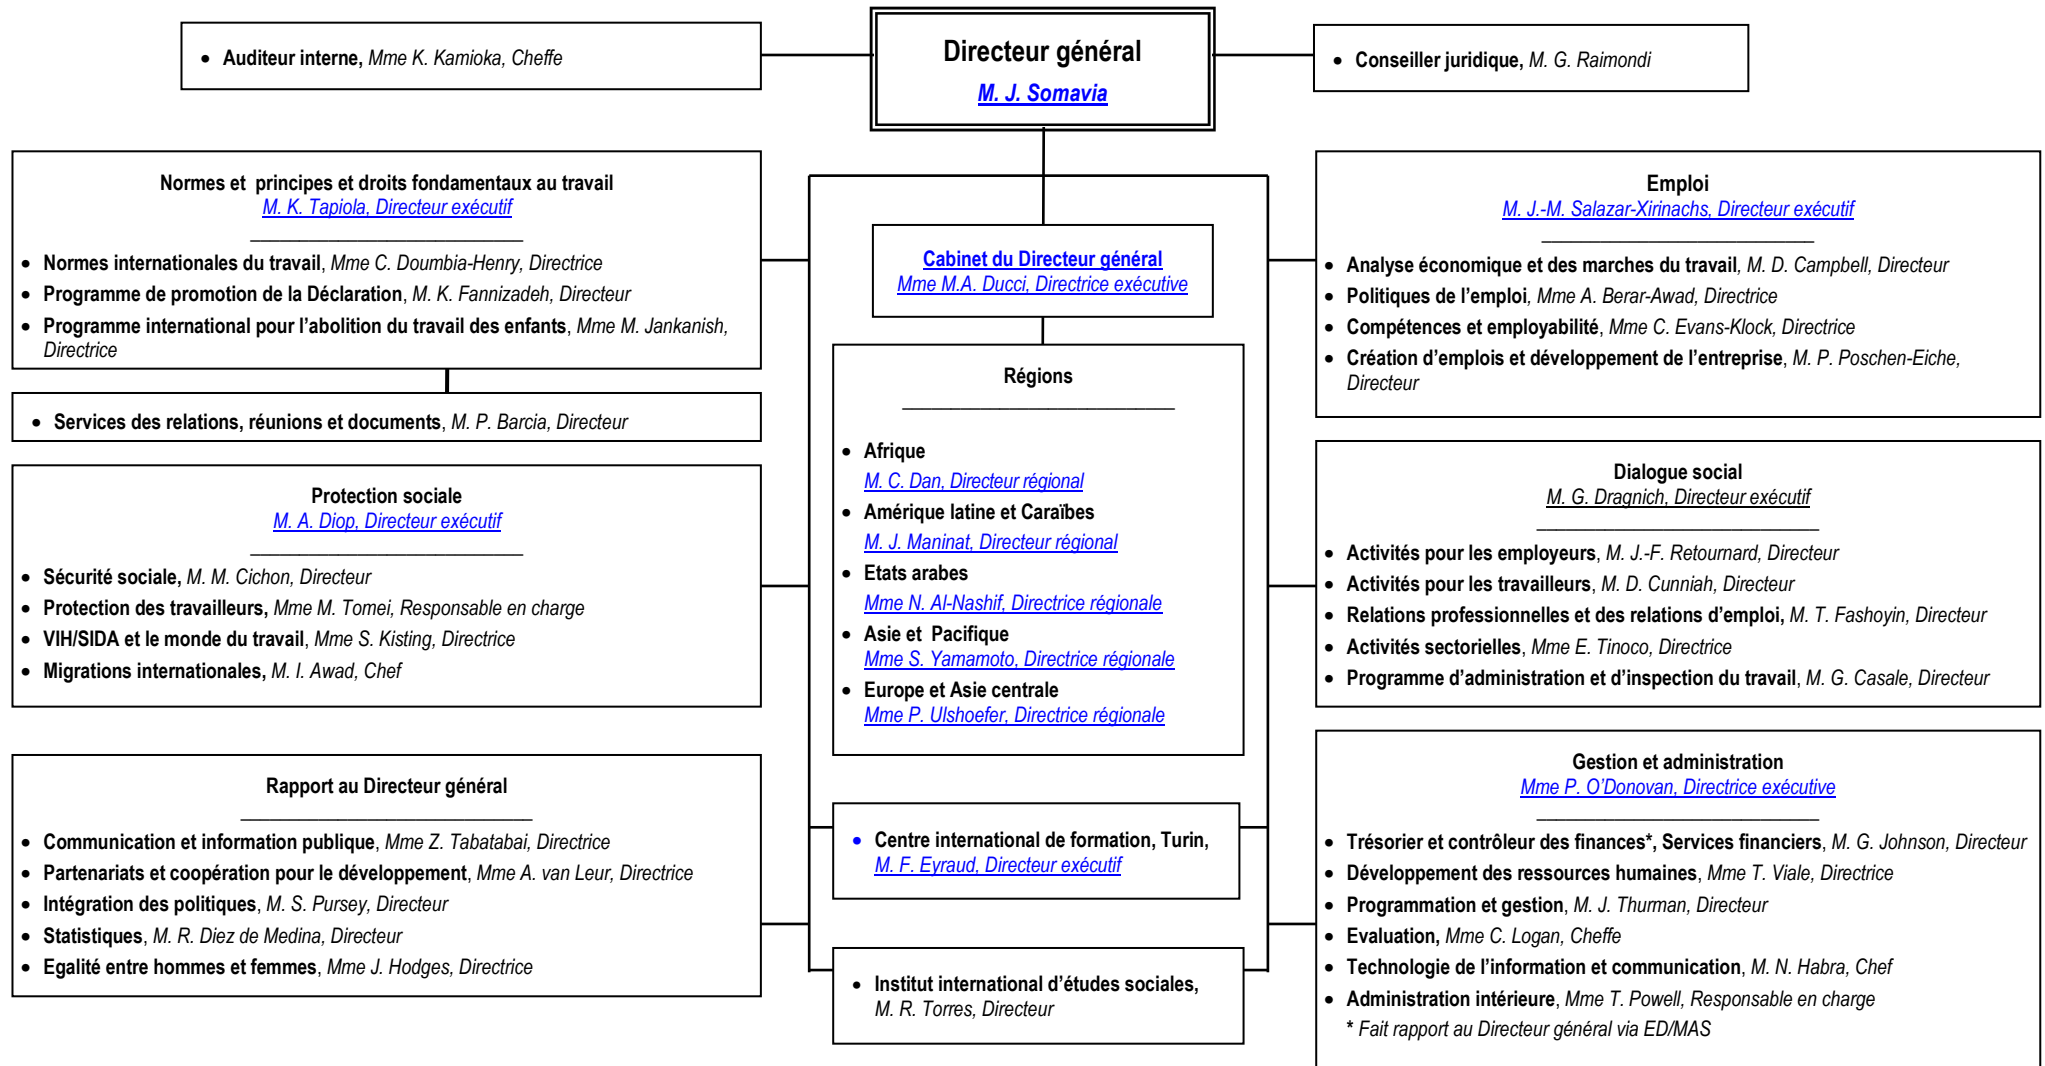 • Auditeur interne, Mme K. Kamioka, Cheffe
Directeur général
M. J. Somavia
• Conseiller juridique, M. G. Raimondi
Normes et principes et droits fondamentaux au travail
M. K. Tapiola, Directeur exécutif
• Normes internationales du travail, Mme C. Doumbia-Henry, Directrice
• Programme de promotion de la Déclaration, M. K. Fannizadeh, Directeur
• Programme international pour l'abolition du travail des enfants, Mme M. Jankanish,
Directrice
• Services des relations, réunions et documents, M. P. Barcia, Directeur
Protection sociale
M. A. Diop, Directeur exécutif
• Sécurité sociale, M. M. Cichon, Directeur
• Protection des travailleurs, Mme M. Tomei, Responsable en charge
• VIH/SIDA et le monde du travail, Mme S. Kisting, Directrice
• Migrations internationales, M. I. Awad, Chef
Rapport au Directeur général
• Communication et information publique, Mme Z. Tabatabai, Directrice
• Partenariats et coopération pour le développement, Mme A. van Leur, Directrice
• Intégration des politiques, M. S. Pursey, Directeur
• Statistiques, M. R. Diez de Medina, Directeur
• Egalité entre hommes et femmes, Mme J. Hodges, Directrice
Cabinet du Directeur général
Mme M.A. Ducci, Directrice exécutive
Régions
• Afrique
M. C. Dan, Directeur régional
• Amérique latine et Caraïbes
M. J. Maninat, Directeur régional
• Etats arabes
Mme N. Al-Nashif, Directrice régionale
• Asie et Pacifique
Mme S. Yamamoto, Directrice régionale
• Europe et Asie centrale
Mme P. Ulshoefer, Directrice régionale
• Centre international de formation, Turin,
M. F. Eyraud, Directeur exécutif
• Institut international d'études sociales,
M. R. Torres, Directeur
Emploi
M. J.-M. Salazar-Xirinachs, Directeur exécutif
• Analyse économique et des marches du travail, M. D. Campbell, Directeur
• Politiques de l'emploi, Mme A. Berar-Awad, Directrice
• Compétences et employabilité, Mme C. Evans-Klock, Directrice
• Création d'emplois et développement de l'entreprise, M. P. Poschen-Eiche,
Directeur
Dialogue social
M. G. Dragnich, Directeur exécutif
• Activités pour les employeurs, M. J.-F. Retournard, Directeur
• Activités pour les travailleurs, M. D. Cunniah, Directeur
• Relations professionnelles et des relations d'emploi, M. T. Fashoyin, Directeur
• Activités sectorielles, Mme E. Tinoco, Directrice
• Programme d'administration et d'inspection du travail, M. G. Casale, Directeur
Gestion et administration
Mme P. O'Donovan, Directrice exécutive
• Trésorier et contrôleur des finances*, Services financiers, M. G. Johnson, Directeur
• Développement des ressources humaines, Mme T. Viale, Directrice
• Programmation et gestion, M. J. Thurman, Directeur
• Evaluation, Mme C. Logan, Cheffe
• Technologie de l'information et communication, M. N. Habra, Chef
• Administration intérieure, Mme T. Powell, Responsable en charge
* Fait rapport au Directeur général via ED/MAS